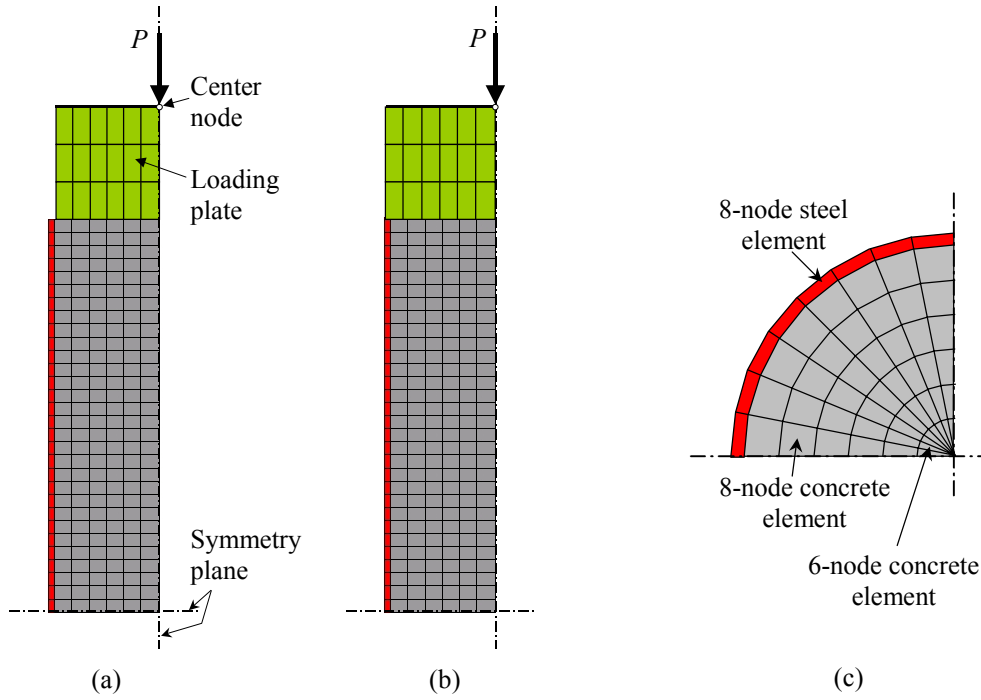 P
Center
node
Loading
plate
Symmetry
plane
(a)
P
(b)
8-node steel
element
8-node concrete
element
6-node concrete
element
(c)